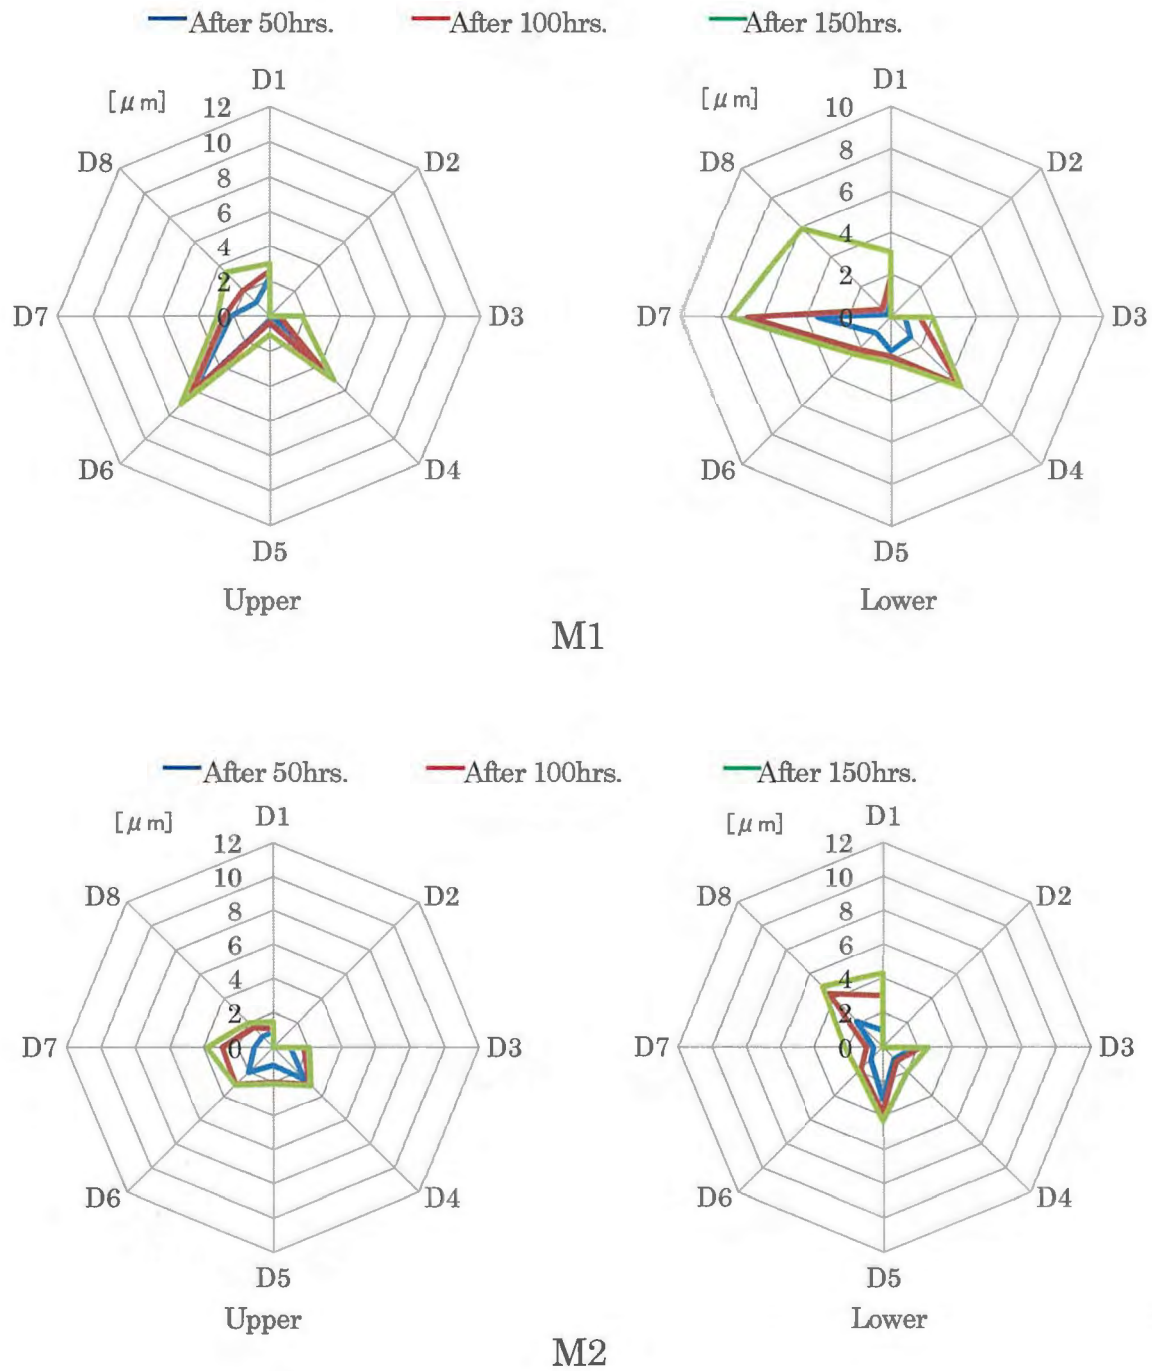 After 50hrs. After 100hrs. After 150hrs.
[μm] D1 [μm] D1
12 10
D8 10 D2 D8 8 D2
8 6
6 4
4 2
2
D7 0 D3 D7 0 D3
D6 D4 D6 D4
D5 D5
Upper Lower
M1
After 50hrs. After 100hrs. After 150hrs.
[μm] D1 [μm] D1
12 12
D8 10 D2 D8 10 D2
8 8
6 6
4 4
2 2
D7 0 D3 D7 0 D3
D6 D4 D6 D4
D5 D5
Upper Lower
M2